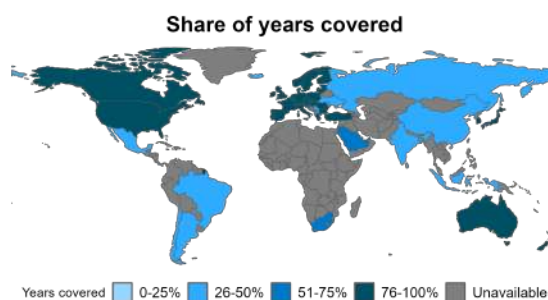 Share of years covered
Years covered 0-25% 26-50% 51-75% 76-100% Unavailable